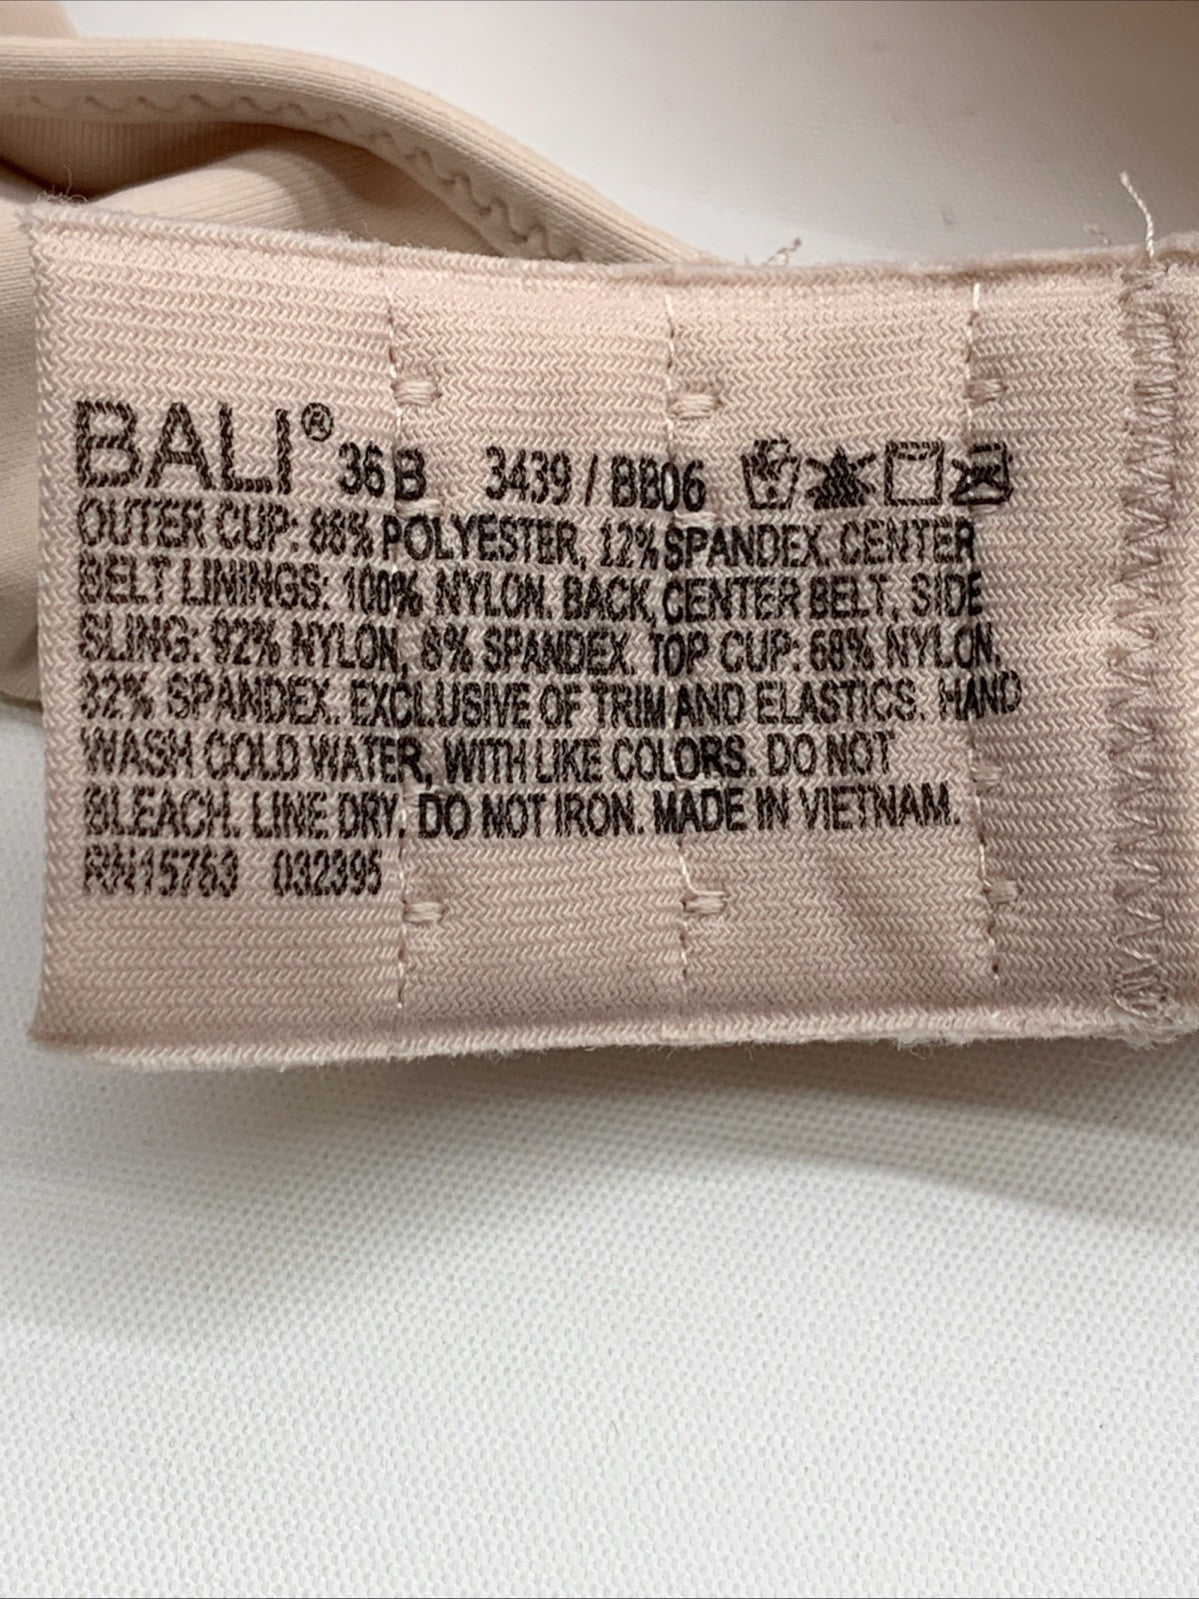 BALI® 36B 3439 / BB06
OUTER CUP: 88% POLYESTER, 12% SPANDEX. CENTER
BELT LININGS: 100% NYLON. BACK, CENTER BELT, SIDE
SLING: 92% NYLON, 8% SPANDEX. TOP CUP: 68% NYLON,
32% SPANDEX. EXCLUSIVE OF TRIM AND ELASTICS. HAND
WASH COLD WATER, WITH LIKE COLORS. DO NOT
BLEACH. LINE DRY. DO NOT IRON. MADE IN VIETNAM.
RN15763 032395